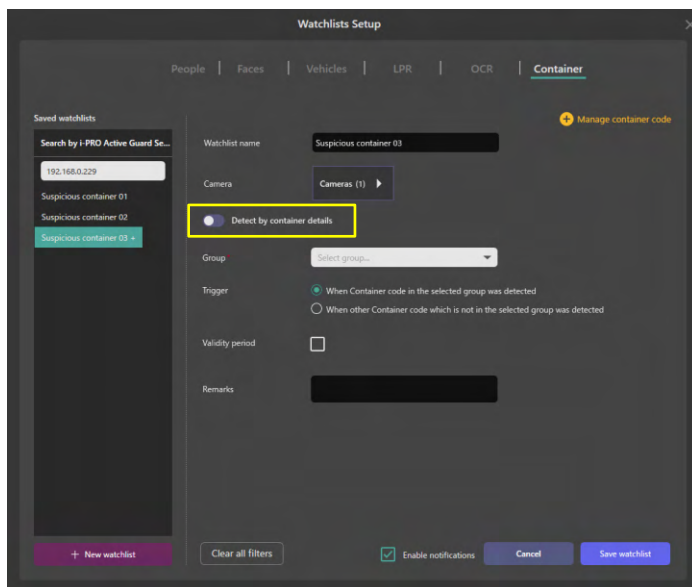 Watchlists Setup
People | Faces | Vehicles | LPR | OCR | Container
Saved watchlists
Manage container code
Search by i-PRO Active Guard Se...
192.168.0.229
Suspicious container 01
Suspicious container 02
Suspicious container 03 +
Watchlist name
Suspicious container 03
Camera
Cameras (1)
Detect by container details
Group
Select group...
Trigger
When Container code in the selected group was detected
When other Container code which is not in the selected group was detected
Validity period
Remarks
+ New watchlist
Clear all filters
Enable notifications
Cancel
Save watchlist